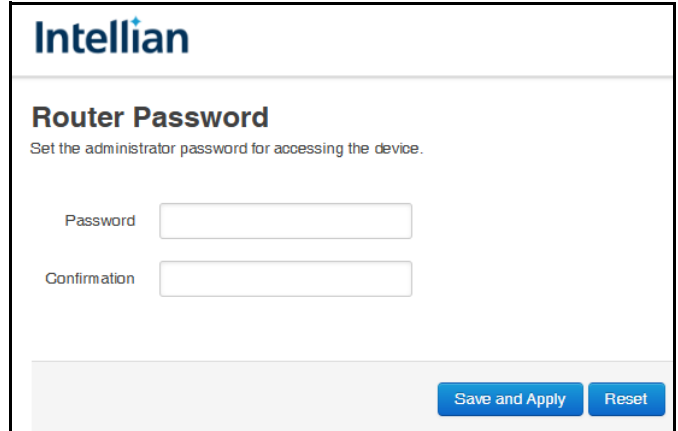 Intellian
Router Password
Set the administrator password for accessing the device.
Password
Confirmation
Save and Apply Reset